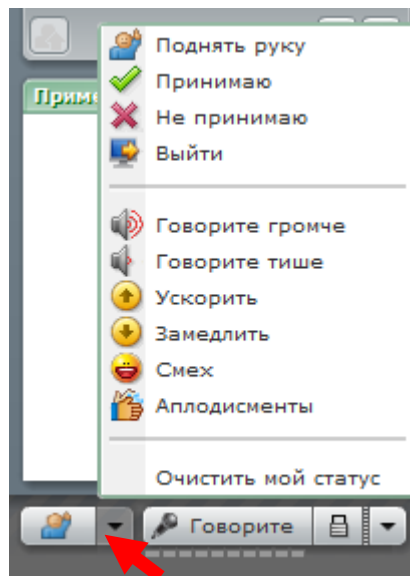 Поднять руку
Принимаю
Приме
Не принимаю
Выйти
Говорите громче
Говорите тише
Ускорить
Замедлить
Смех
Аплодисменты
Очистить мой статус
Говорите